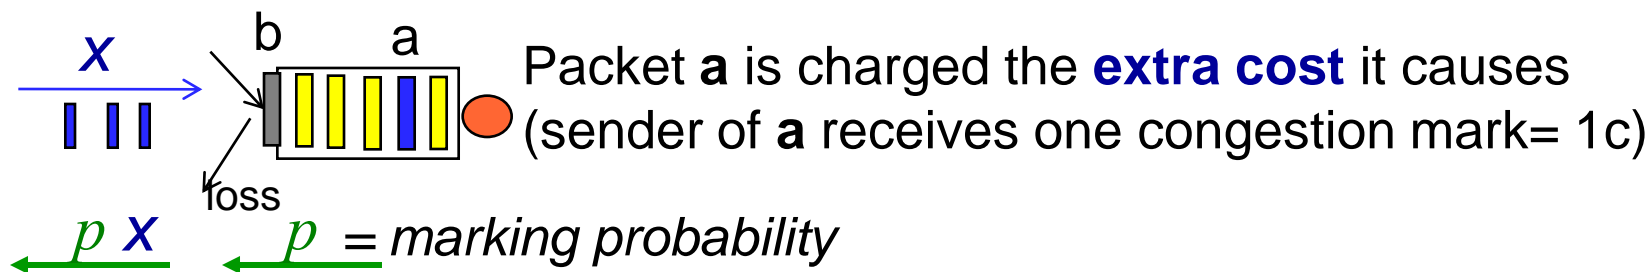 x
b
a
Packet a is charged the extra cost it causes
(sender of a receives one congestion mark= 1c)
loss
p x
p = marking probability